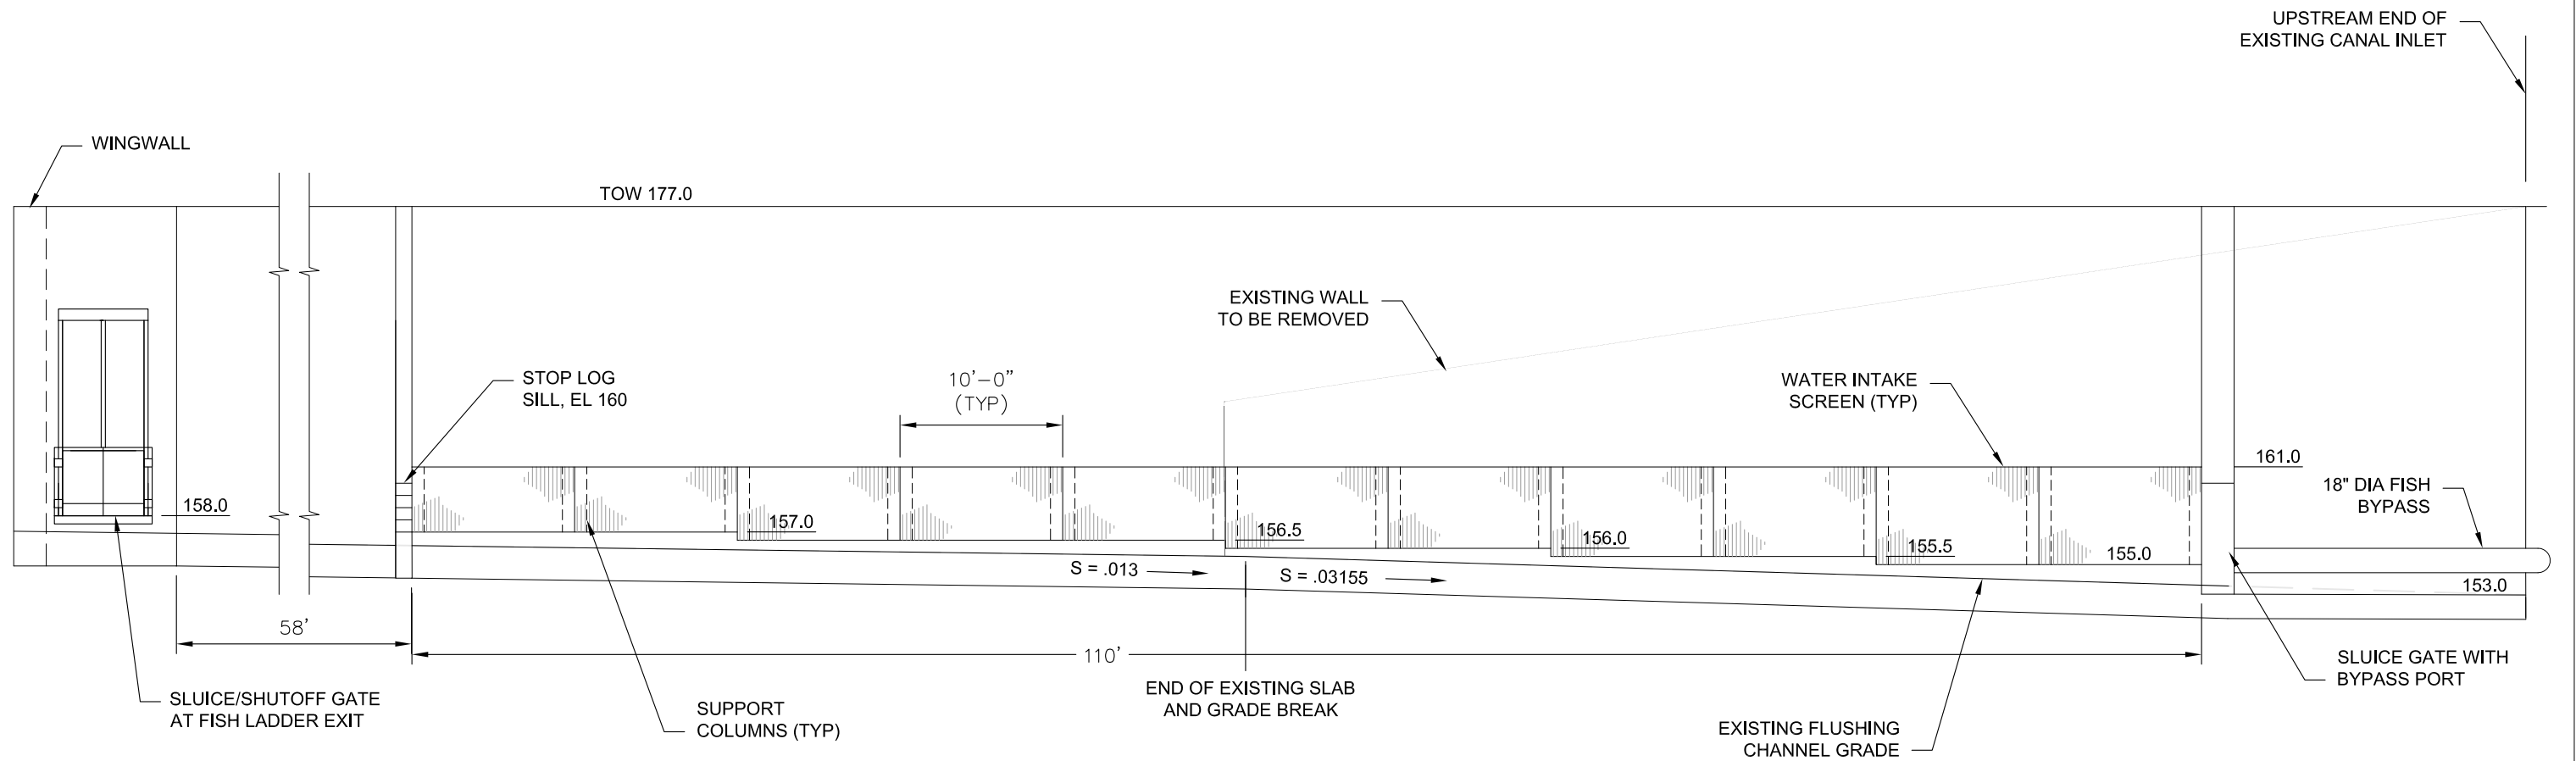 UPSTREAM END OF
EXISTING CANAL INLET
WINGWALL
TOW 177.0
EXISTING WALL
TO BE REMOVED
STOP LOG
SILL, EL 160
10'-0"
(TYP)
WATER INTAKE
SCREEN (TYP)
161.0
18" DIA FISH
BYPASS
158.0
157.0
156.5
156.0
155.5
155.0
153.0
S = .013
S = .03155
58'
110'
SLUICE/SHUTOFF GATE
AT FISH LADDER EXIT
SUPPORT
COLUMNS (TYP)
END OF EXISTING SLAB
AND GRADE BREAK
EXISTING FLUSHING
CHANNEL GRADE
SLUICE GATE WITH
BYPASS PORT